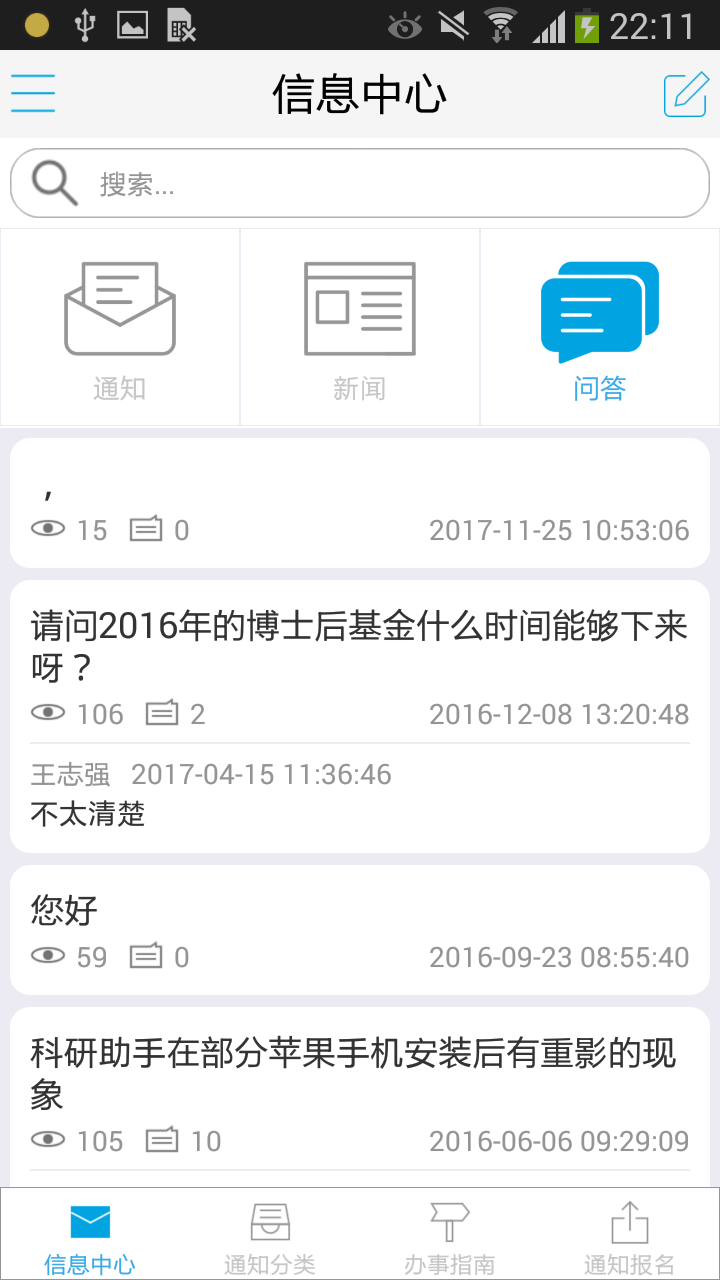 22:11
信息中心
搜索...
通知 新闻 问答
，
15 0 2017-11-25 10:53:06
请问2016年的博士后基金什么时间能够下来
呀？
106 2 2016-12-08 13:20:48
王志强 2017-04-15 11:36:46
不太清楚
您好
59 0 2016-09-23 08:55:40
科研助手在部分苹果手机安装后有重影的现
象
105 10 2016-06-06 09:29:09
信息中心 通知分类 办事指南 通知报名